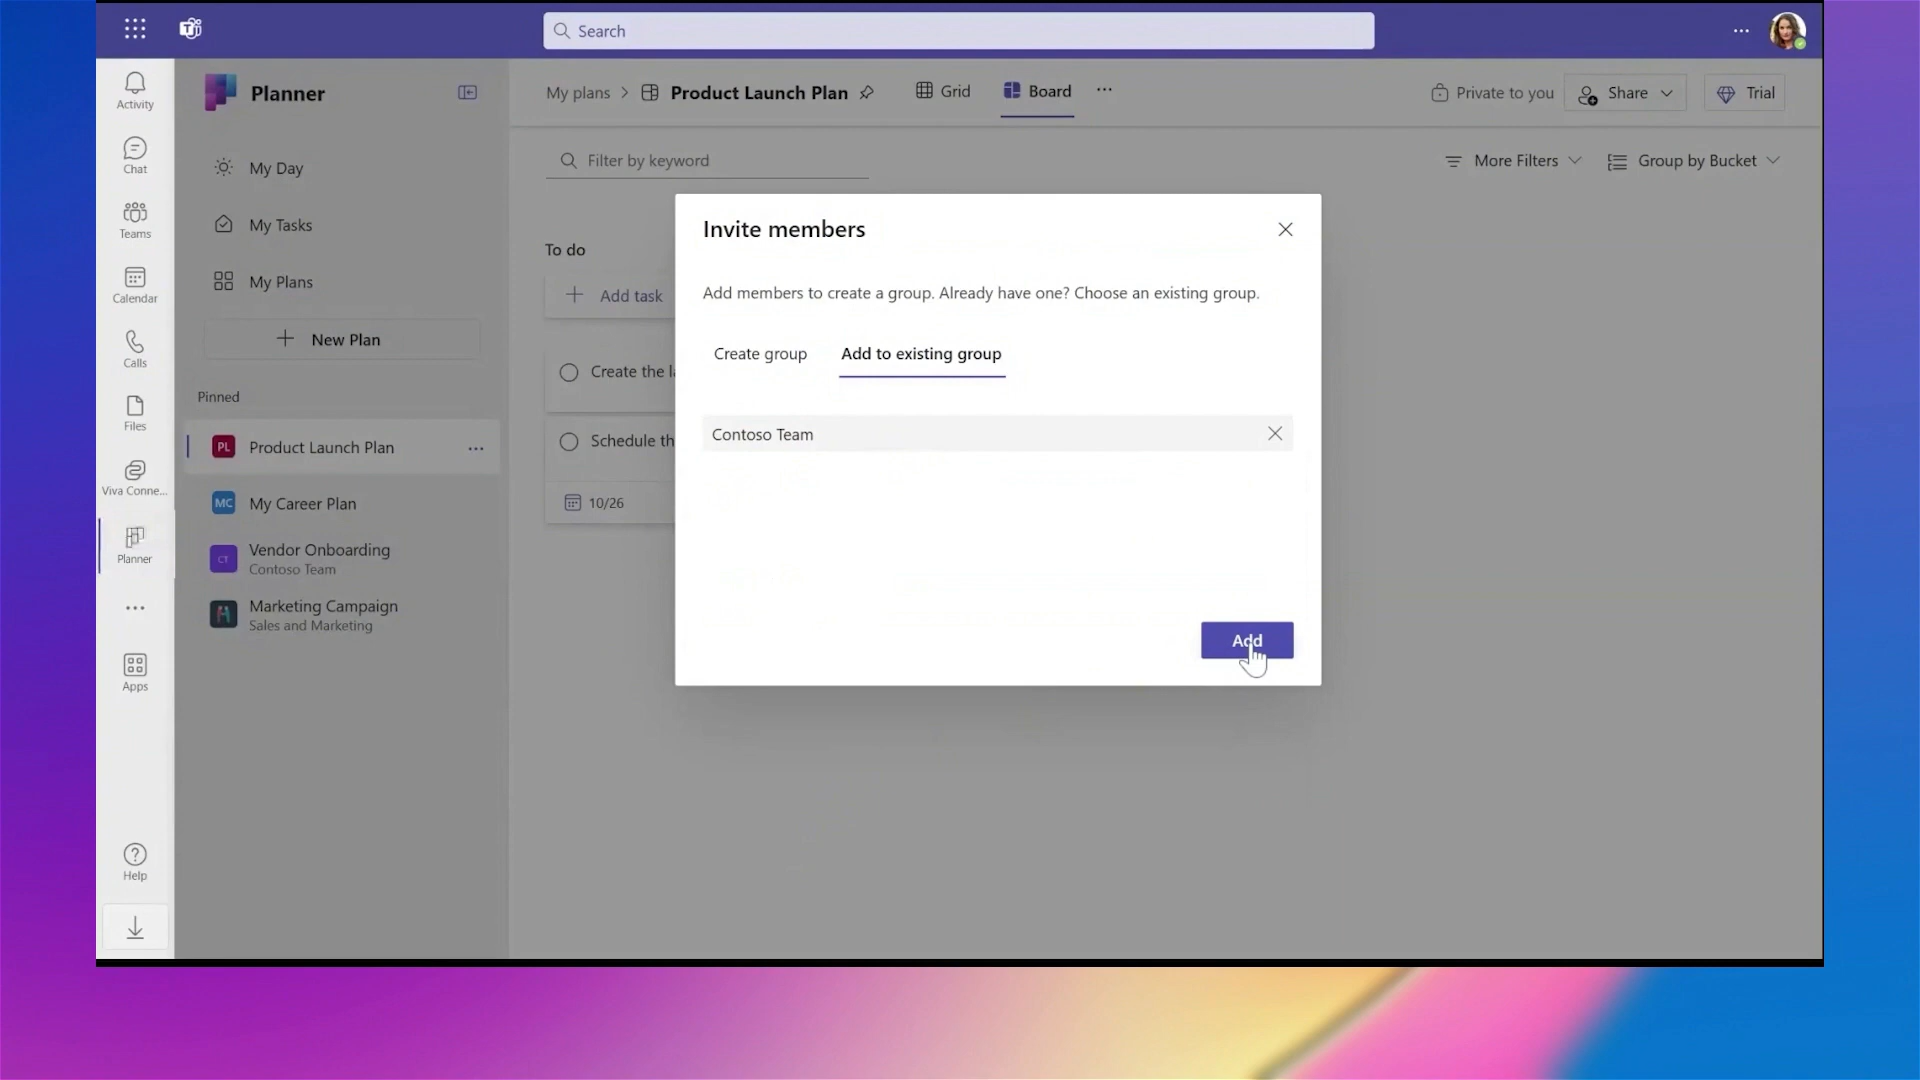 Search
Activity
Chat
Teams
Calendar
Calls
Files
Viva Conne...
Planner
Apps
Help
Planner
My Day
My Tasks
My Plans
New Plan
Pinned
PL Product Launch Plan
MC My Career Plan
CT Vendor Onboarding
Contoso Team
Marketing Campaign
Sales and Marketing
My plans > Product Launch Plan
Grid
Board
Private to you
Share
Trial
Filter by keyword
More Filters
Group by Bucket
To do
Add task
Create the
Schedule
10/26
Invite members
Add members to create a group. Already have one? Choose an existing group.
Create group
Add to existing group
Contoso Team
Add